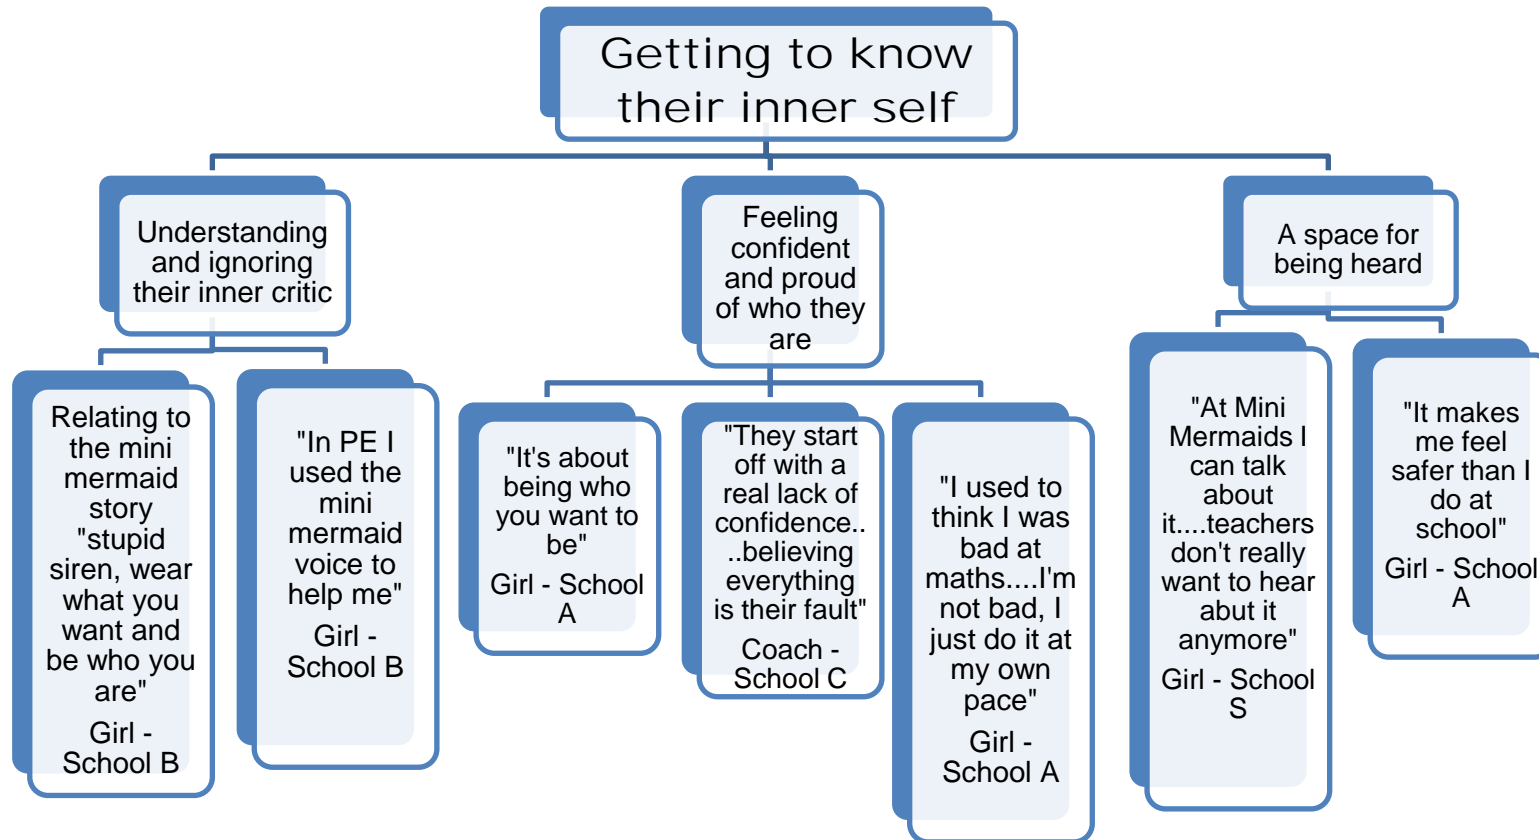 Getting to know
their inner self
Understanding
and ignoring
their inner critic
Relating to
the mini
mermaid
story
"stupid
siren, wear
what you
want and
be who you
are"
Girl -
School B
"In PE I
used the
mini
mermaid
voice to
help me"
Girl -
School B
Feeling
confident
and proud
of who they
are
"It's about
being who
you want to
be"
Girl - School
A
"They start
off with a
real lack of
confidence..
..believing
everything
is their fault"
Coach -
School C
"I used to
think I was
bad at
maths....I'm
not bad, I
just do it at
my own
pace"
Girl -
School A
A space for
being heard
"At Mini
Mermaids I
can talk
about
it....teachers
don't really
want to hear
abut it
anymore"
Girl - School
S
"It makes
me feel
safer than I
do at
school"
Girl - School
A